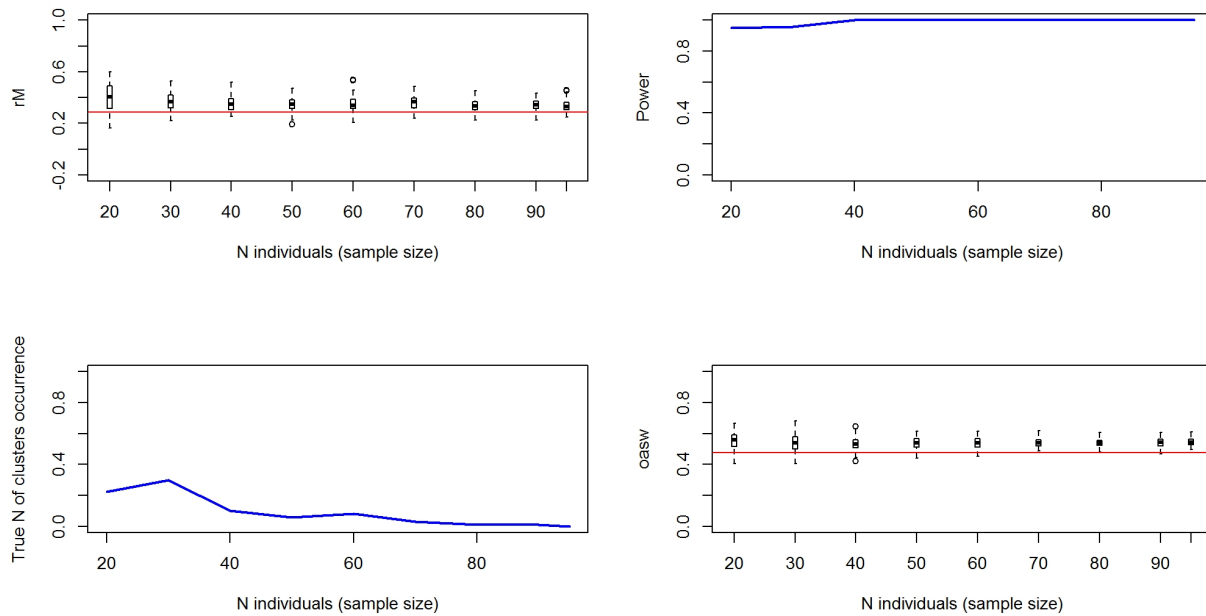 rM
1.0
0.6
0.2
-0.2
20 30 40 50 60 70 80 90
N individuals (sample size)
Power
0.8
0.4
0.0
20 40 60 80
N individuals (sample size)
True N of clusters occurrence
0.8
0.4
0.0
20 40 60 80
N individuals (sample size)
oasw
0.8
0.4
0.0
20 30 40 50 60 70 80 90
N individuals (sample size)